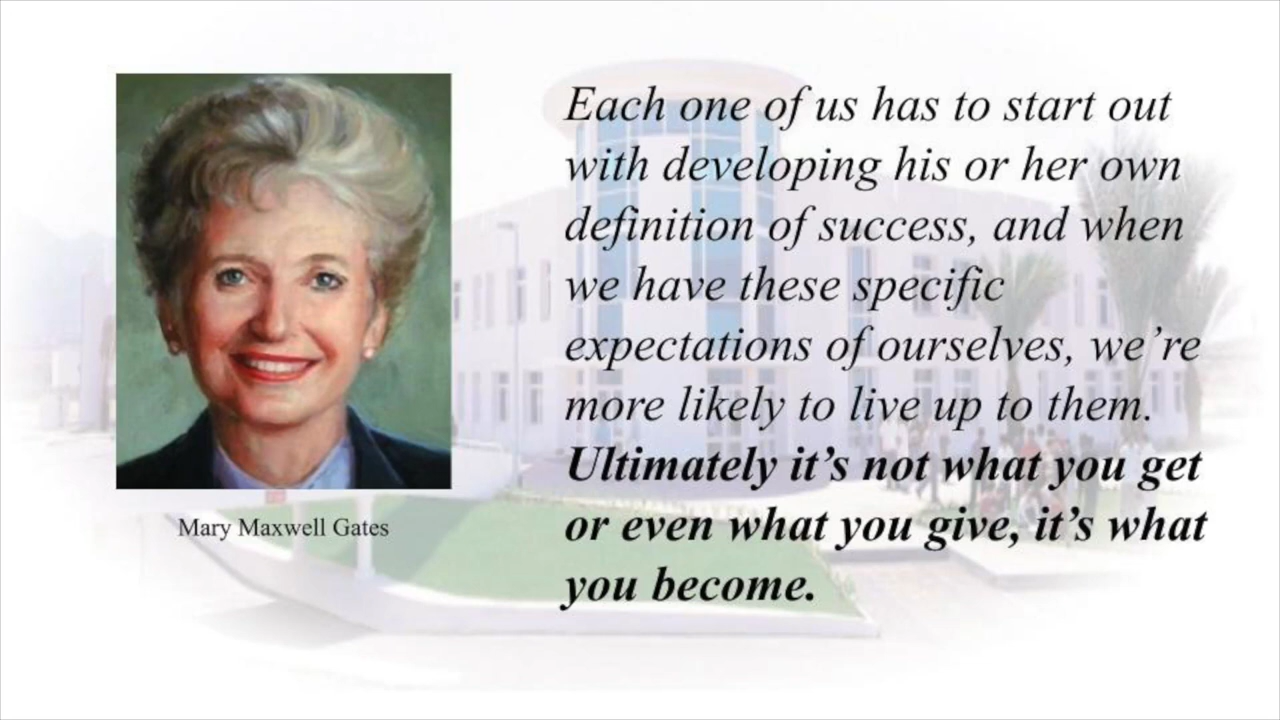 Each one of us has to start out
with developing his or her own
definition of success, and when
we have these specific
expectations of ourselves, we’re
more likely to live up to them.
Ultimately it’s not what you get
or even what you give, it’s what
you become.
Mary Maxwell Gates